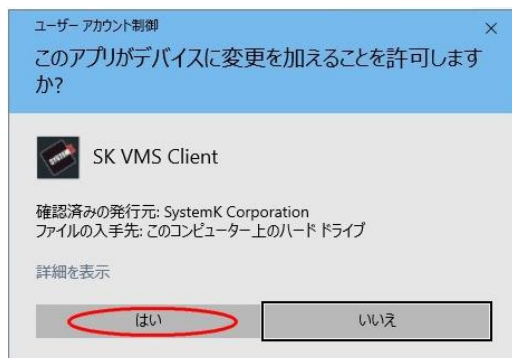 ユーザー アカウント制御
このアプリがデバイスに変更を加えることを許可します
か?
SK VMS Client
確認済みの発行元: SystemK Corporation
ファイルの入手先: このコンピューター上のハード ドライブ
詳細を表示
はい
いいえ